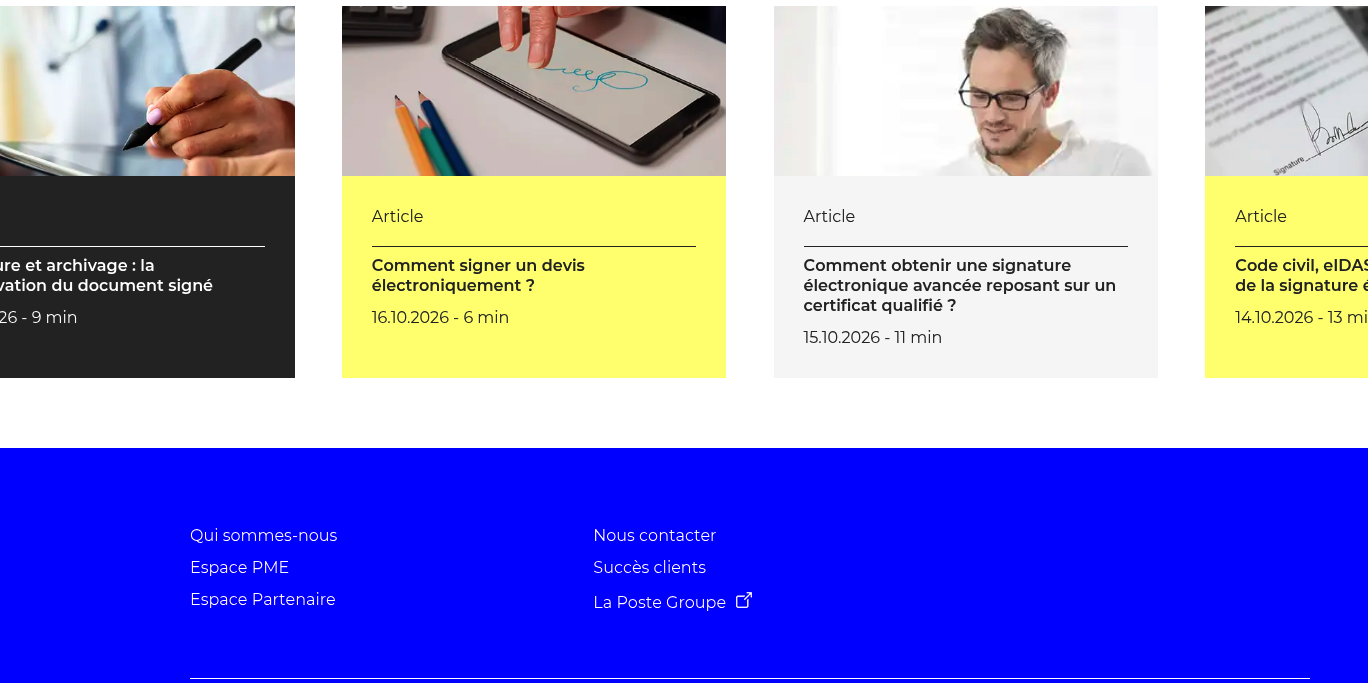 ure et archivage : la
vation du document signé
26 - 9 min
Article
Comment signer un devis
électroniquement ?
16.10.2026 - 6 min
Article
Comment obtenir une signature
électronique avancée reposant sur un
certificat qualifié ?
15.10.2026 - 11 min
Signature
Article
Code civil, eIDAS
de la signature é
14.10.2026 - 13 mi
Qui sommes-nous
Espace PME
Espace Partenaire
Nous contacter
Succès clients
La Poste Groupe